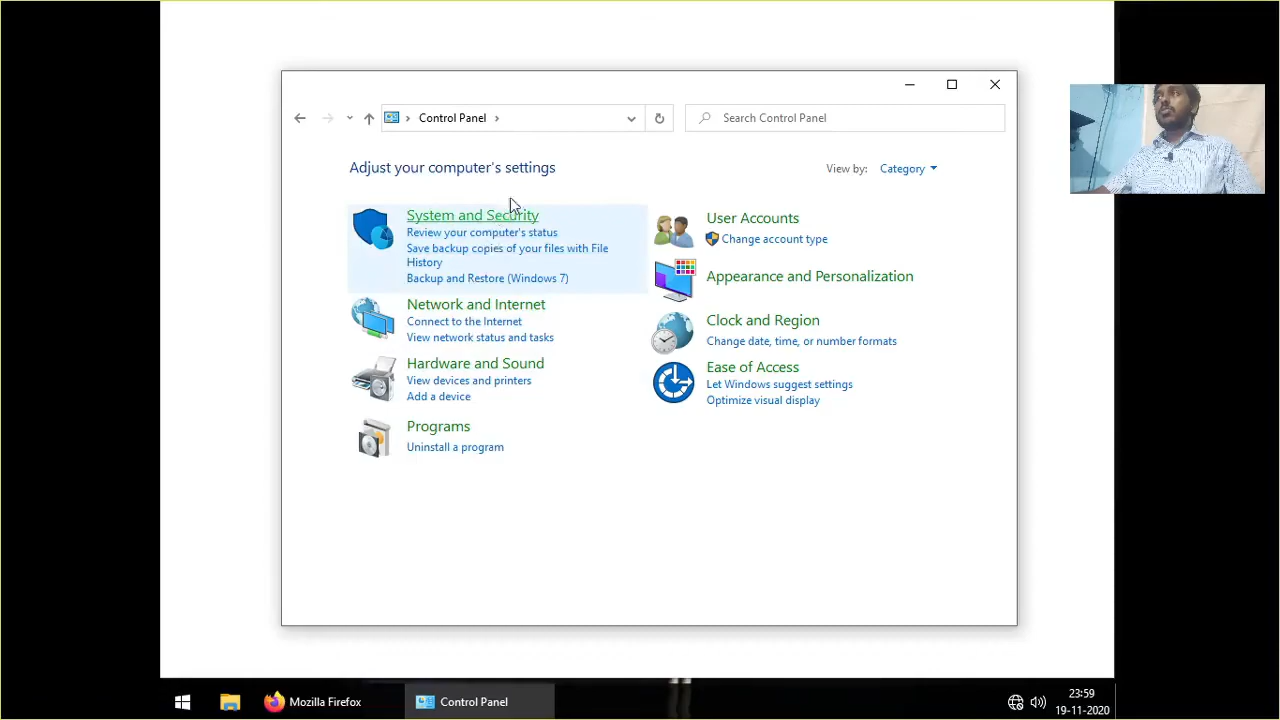 Control Panel
Search Control Panel
Adjust your computer's settings
View by: Category
System and Security
Review your computer's status
Save backup copies of your files with File
History
Backup and Restore (Windows 7)
Network and Internet
Connect to the Internet
View network status and tasks
Hardware and Sound
View devices and printers
Add a device
Programs
Uninstall a program
User Accounts
Change account type
Appearance and Personalization
Clock and Region
Change date, time, or number formats
Ease of Access
Let Windows suggest settings
Optimize visual display
Mozilla Firefox
Control Panel
23:59
19-11-2020